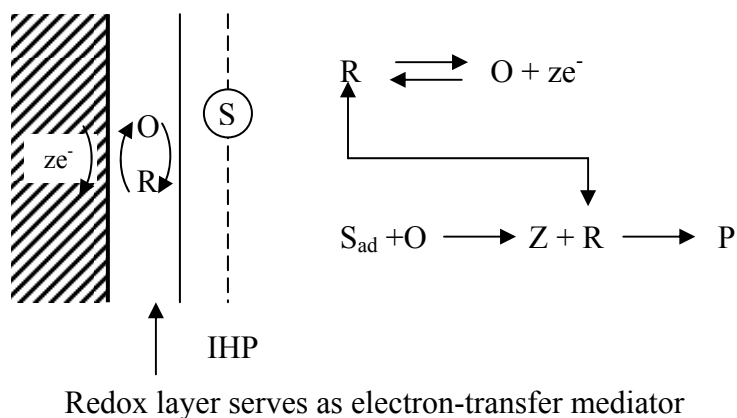 R ⇌ O + ze⁻
S
O
ze⁻
R
S_ad +O ⟶ Z + R ⟶ P
IHP
Redox layer serves as electron-transfer mediator